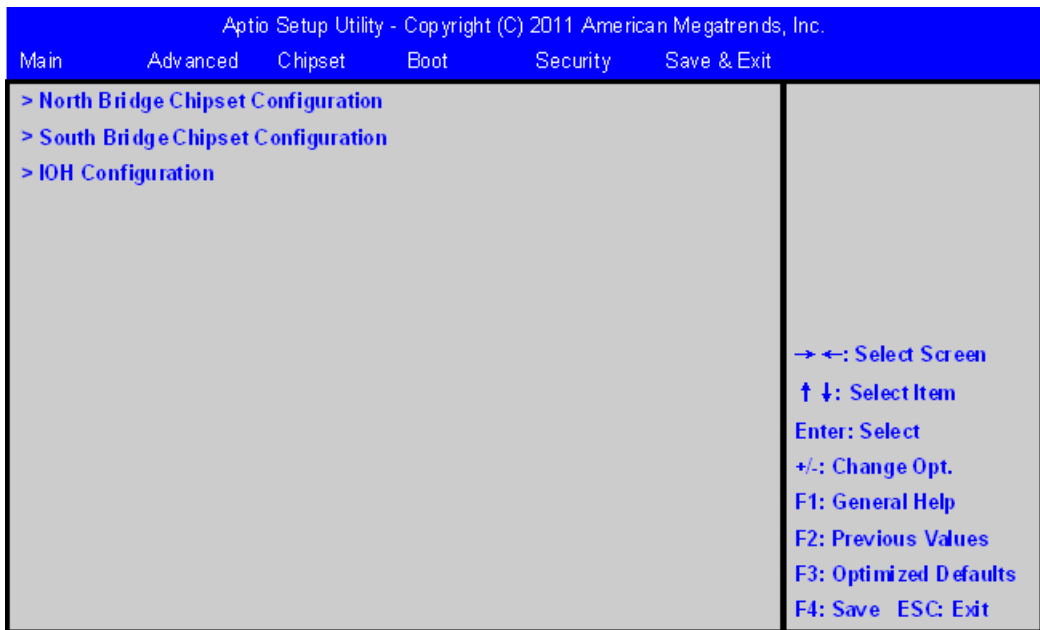 Aptio Setup Utility - Copyright (C) 2011 American Megatrends, Inc.
Main Advanced Chipset Boot Security Save & Exit
> North Bridge Chipset Configuration
> South Bridge Chipset Configuration
> IOH Configuration
→ ←: Select Screen
↑ ↓: Select Item
Enter: Select
+/-: Change Opt.
F1: General Help
F2: Previous Values
F3: Optimized Defaults
F4: Save ESC: Exit